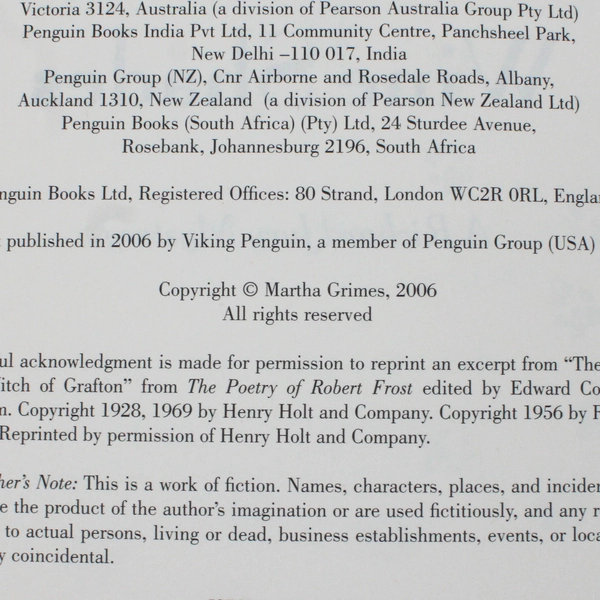 Victoria 3124, Australia (a division of Pearson Australia Group Pty Ltd)
Penguin Books India Pvt Ltd, 11 Community Centre, Panchsheel Park,
New Delhi –110 017, India
Penguin Group (NZ), Cnr Airborne and Rosedale Roads, Albany,
Auckland 1310, New Zealand (a division of Pearson New Zealand Ltd)
Penguin Books (South Africa) (Pty) Ltd, 24 Sturdee Avenue,
Rosebank, Johannesburg 2196, South Africa
nguin Books Ltd, Registered Offices: 80 Strand, London WC2R 0RL, Engla
published in 2006 by Viking Penguin, a member of Penguin Group (USA)
Copyright © Martha Grimes, 2006
All rights reserved
ul acknowledgment is made for permission to reprint an excerpt from “The
itch of Grafton” from The Poetry of Robert Frost edited by Edward Co
n. Copyright 1928, 1969 by Henry Holt and Company. Copyright 1956 by
Reprinted by permission of Henry Holt and Company.
her's Note: This is a work of fiction. Names, characters, places, and inciden
e the product of the author's imagination or are used fictitiously, and any r
to actual persons, living or dead, business establishments, events, or loca
y coincidental.